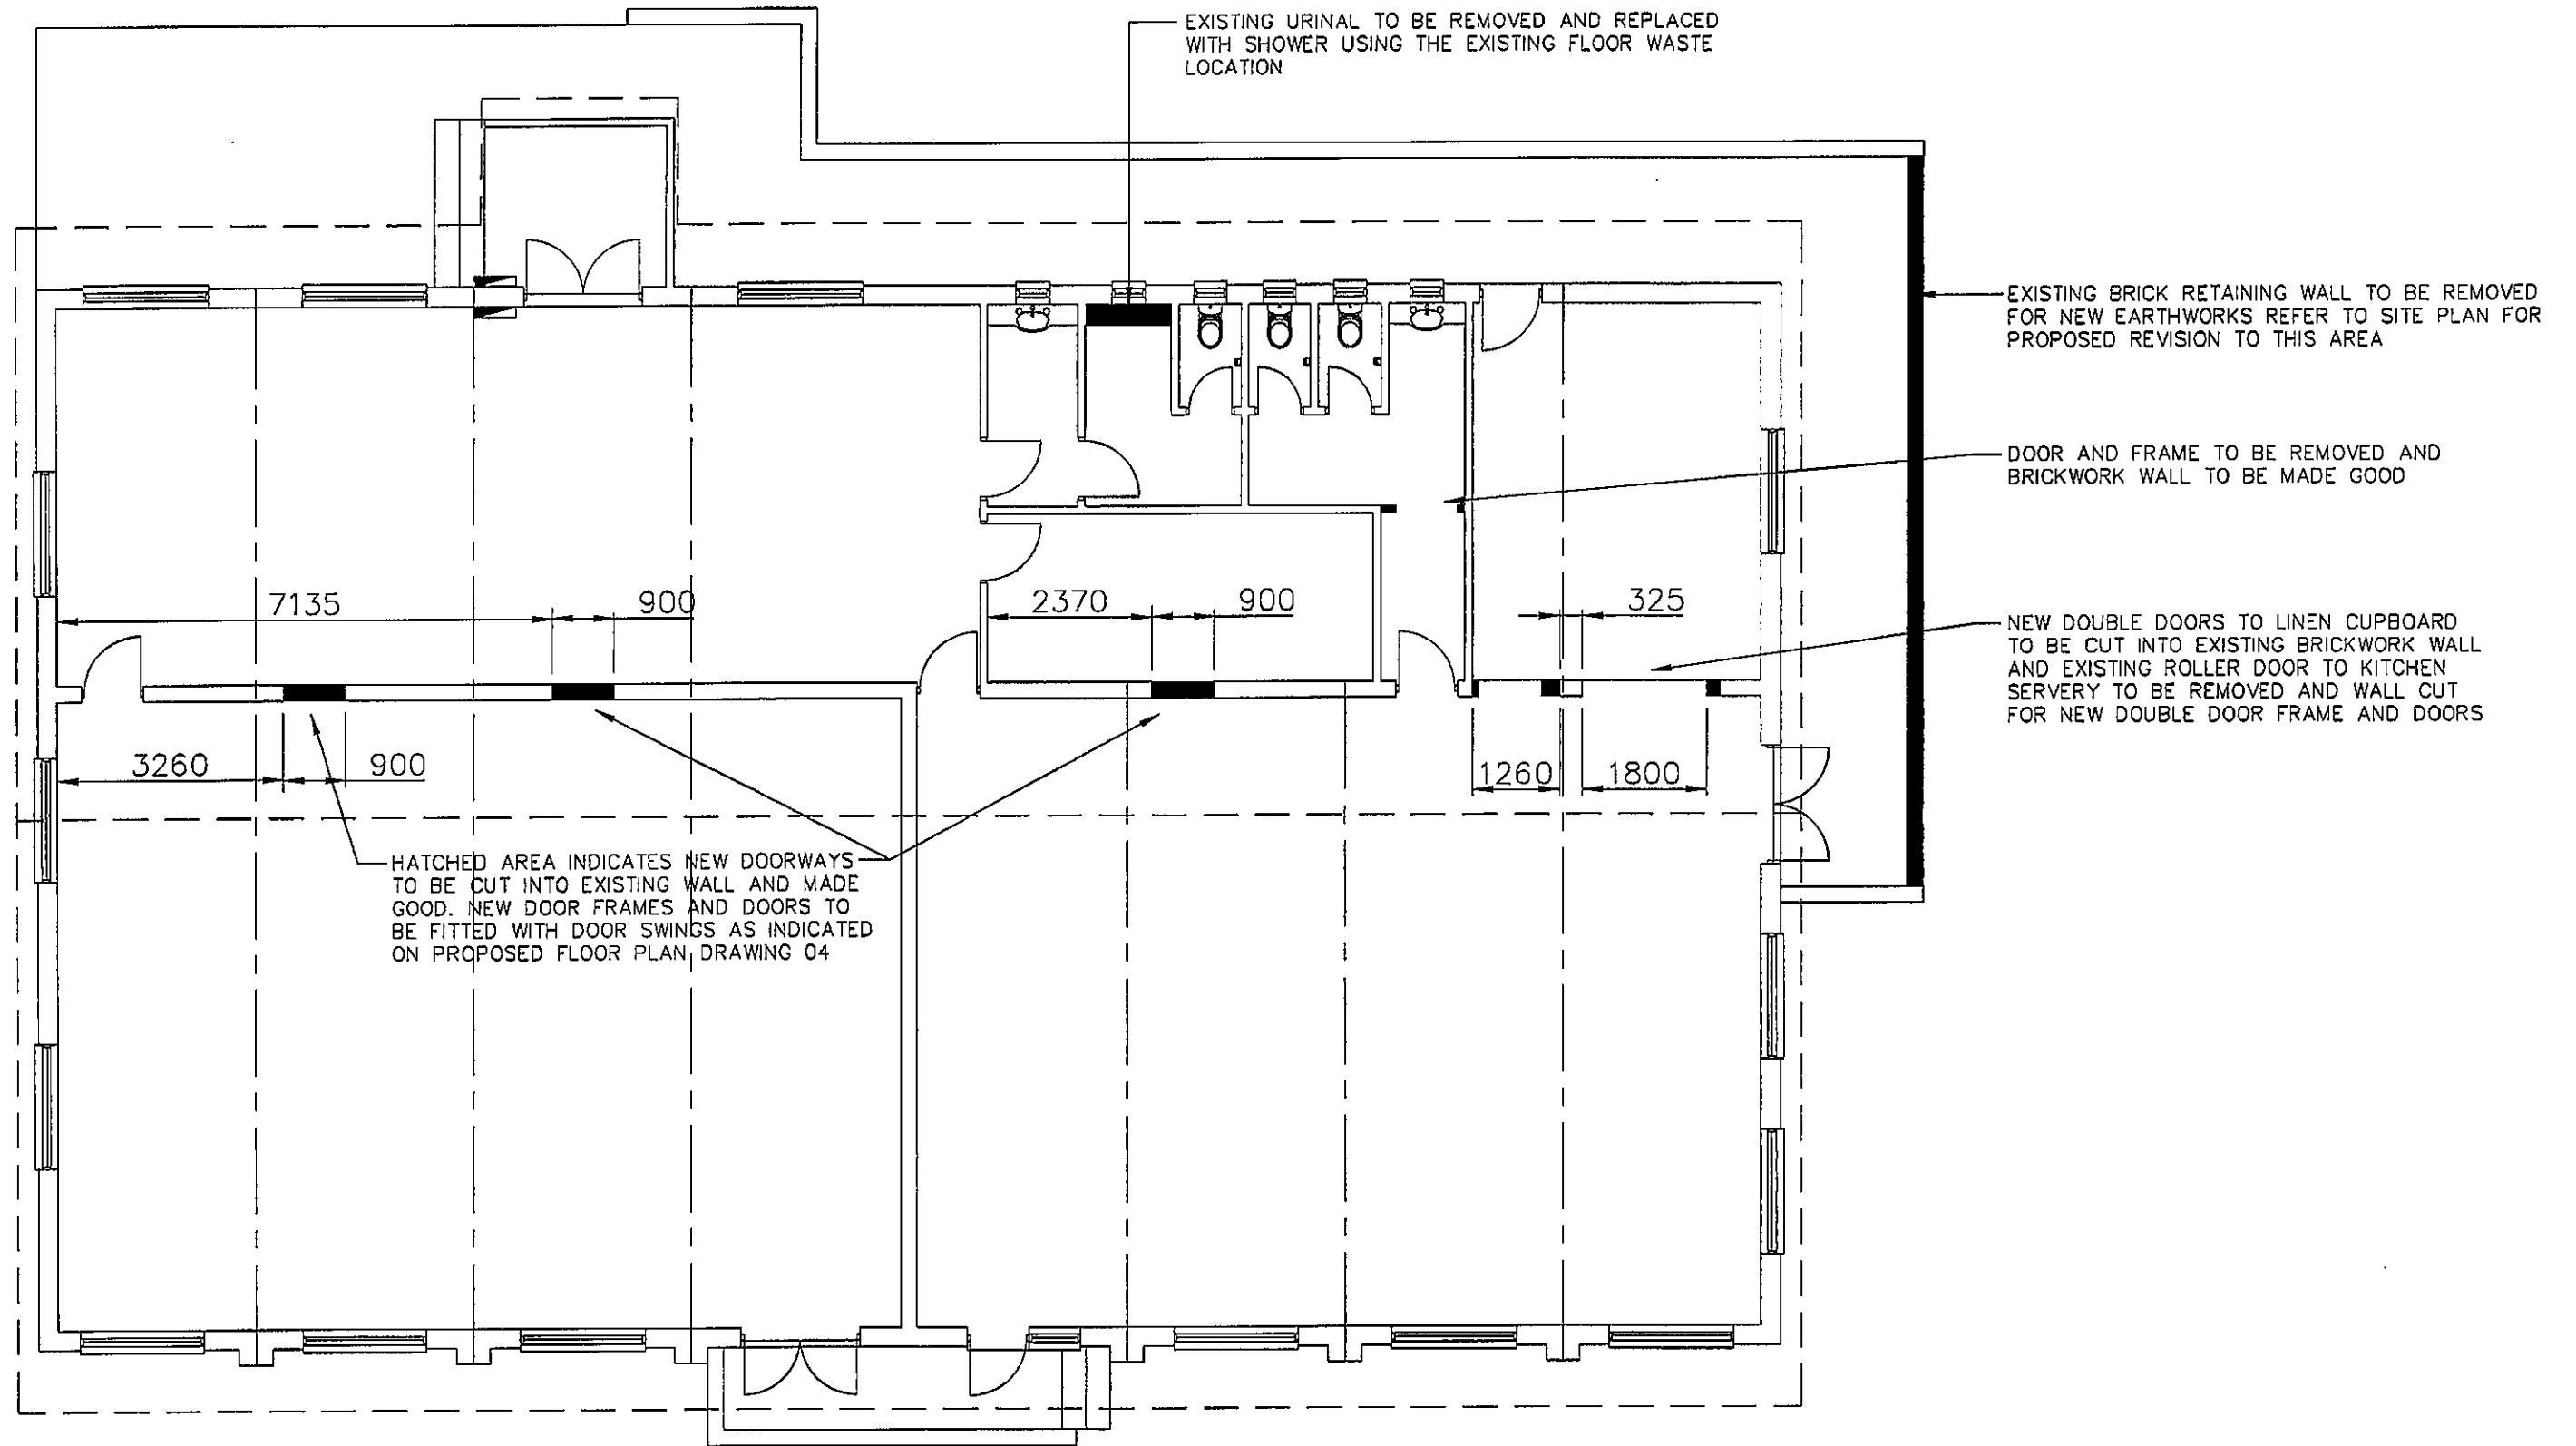 EXISTING URINAL TO BE REMOVED AND REPLACED
WITH SHOWER USING THE EXISTING FLOOR WASTE
LOCATION
EXISTING BRICK RETAINING WALL TO BE REMOVED
FOR NEW EARTHWORKS REFER TO SITE PLAN FOR
PROPOSED REVISION TO THIS AREA
DOOR AND FRAME TO BE REMOVED AND
BRICKWORK WALL TO BE MADE GOOD
7135
900
2370
900
325
NEW DOUBLE DOORS TO LINEN CUPBOARD
TO BE CUT INTO EXISTING BRICKWORK WALL
AND EXISTING ROLLER DOOR TO KITCHEN
SERVERY TO BE REMOVED AND WALL CUT
FOR NEW DOUBLE DOOR FRAME AND DOORS
3260
900
1260
1800
HATCHED AREA INDICATES NEW DOORWAYS
TO BE CUT INTO EXISTING WALL AND MADE
GOOD. NEW DOOR FRAMES AND DOORS TO
BE FITTED WITH DOOR SWINGS AS INDICATED
ON PROPOSED FLOOR PLAN DRAWING 04